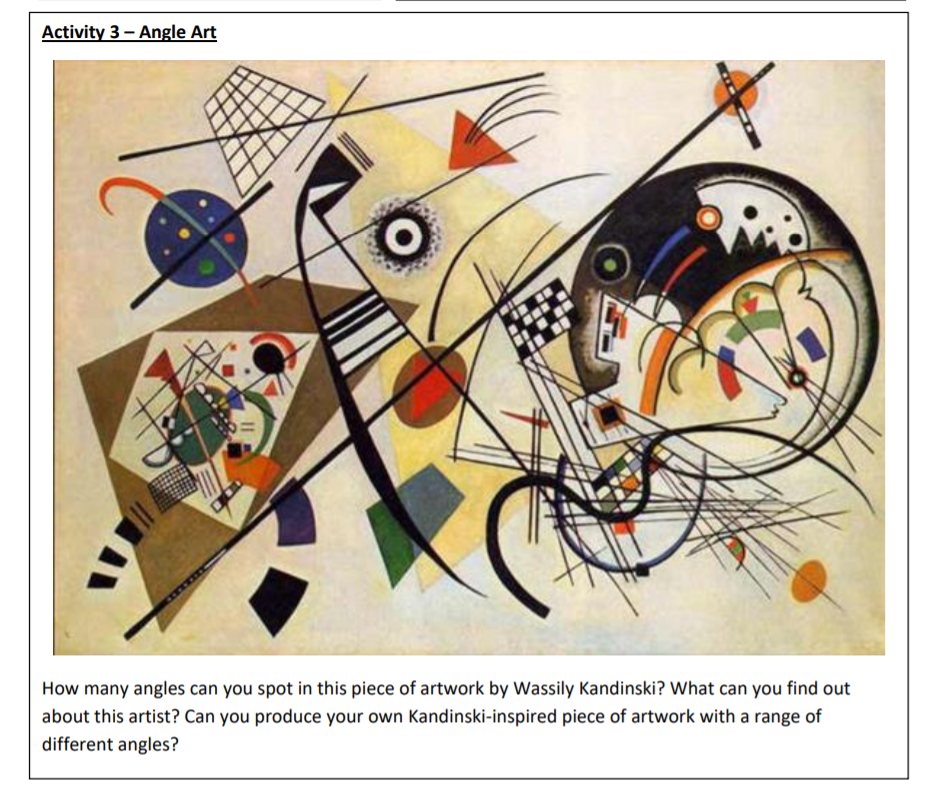 Activity 3 – Angle Art
How many angles can you spot in this piece of artwork by Wassily Kandinski? What can you find out
about this artist? Can you produce your own Kandinski-inspired piece of artwork with a range of
different angles?